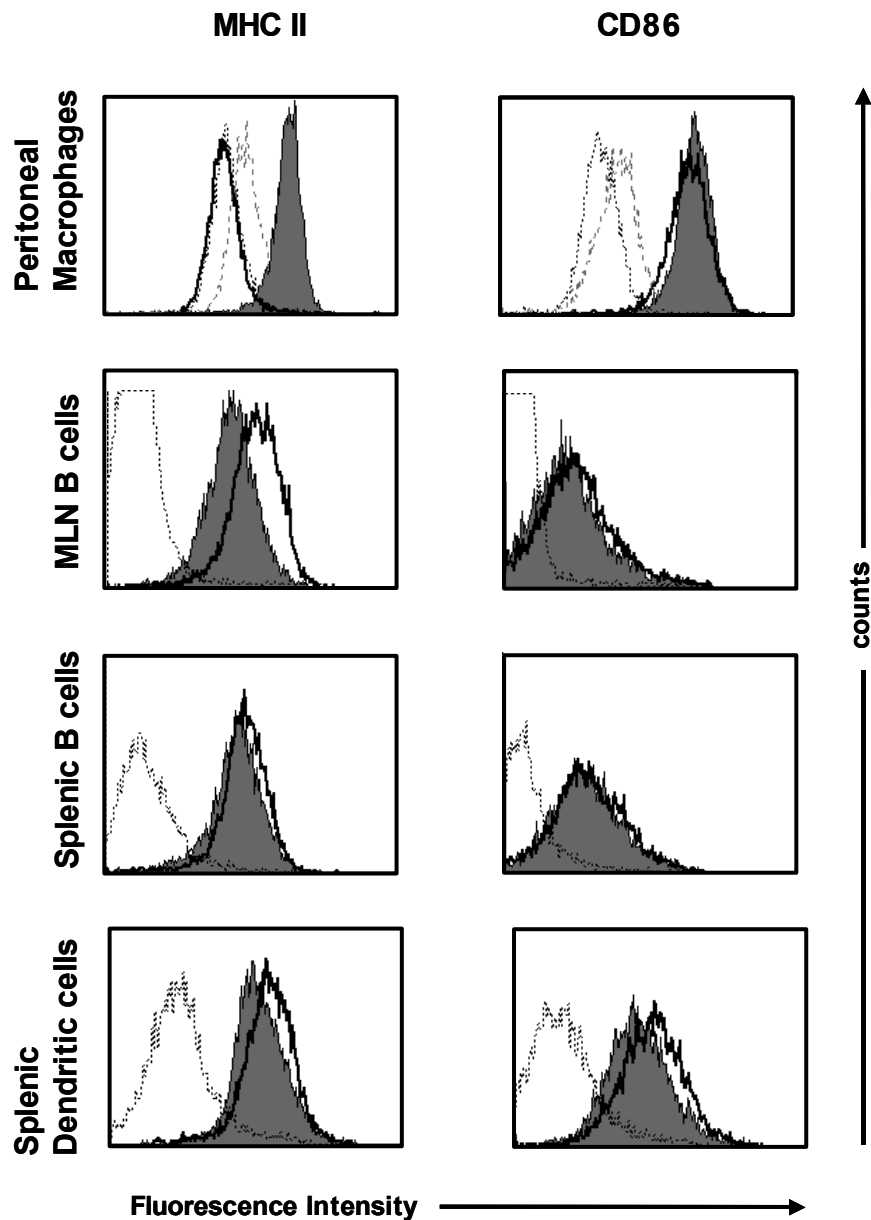 MHC II
CD86
Peritoneal
Macrophages
MLN B cells
Splenic B cells
Splenic
Dendritic cells
counts
Fluorescence Intensity